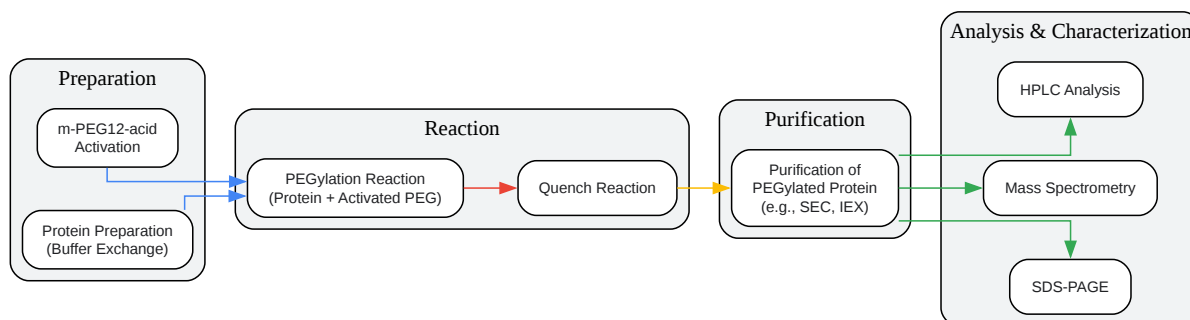 Preparation
m-PEG12-acid
Activation
Protein Preparation
(Buffer Exchange)
Reaction
PEGylation Reaction
(Protein + Activated PEG)
Quench Reaction
Purification
Purification of
PEGylated Protein
(e.g., SEC, IEX)
Analysis & Characterization
HPLC Analysis
Mass Spectrometry
SDS-PAGE